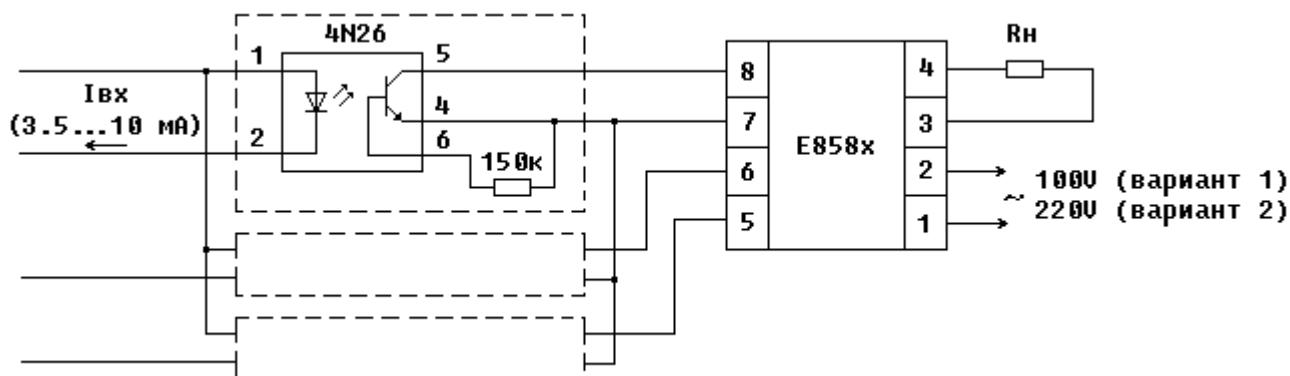 4N26
1
5
Iвх
(3.5...10 мА)
2
4
6
150к
8
7
6
5
E858x
4
3
2
1
Rн
~
100V (вариант 1)
220V (вариант 2)